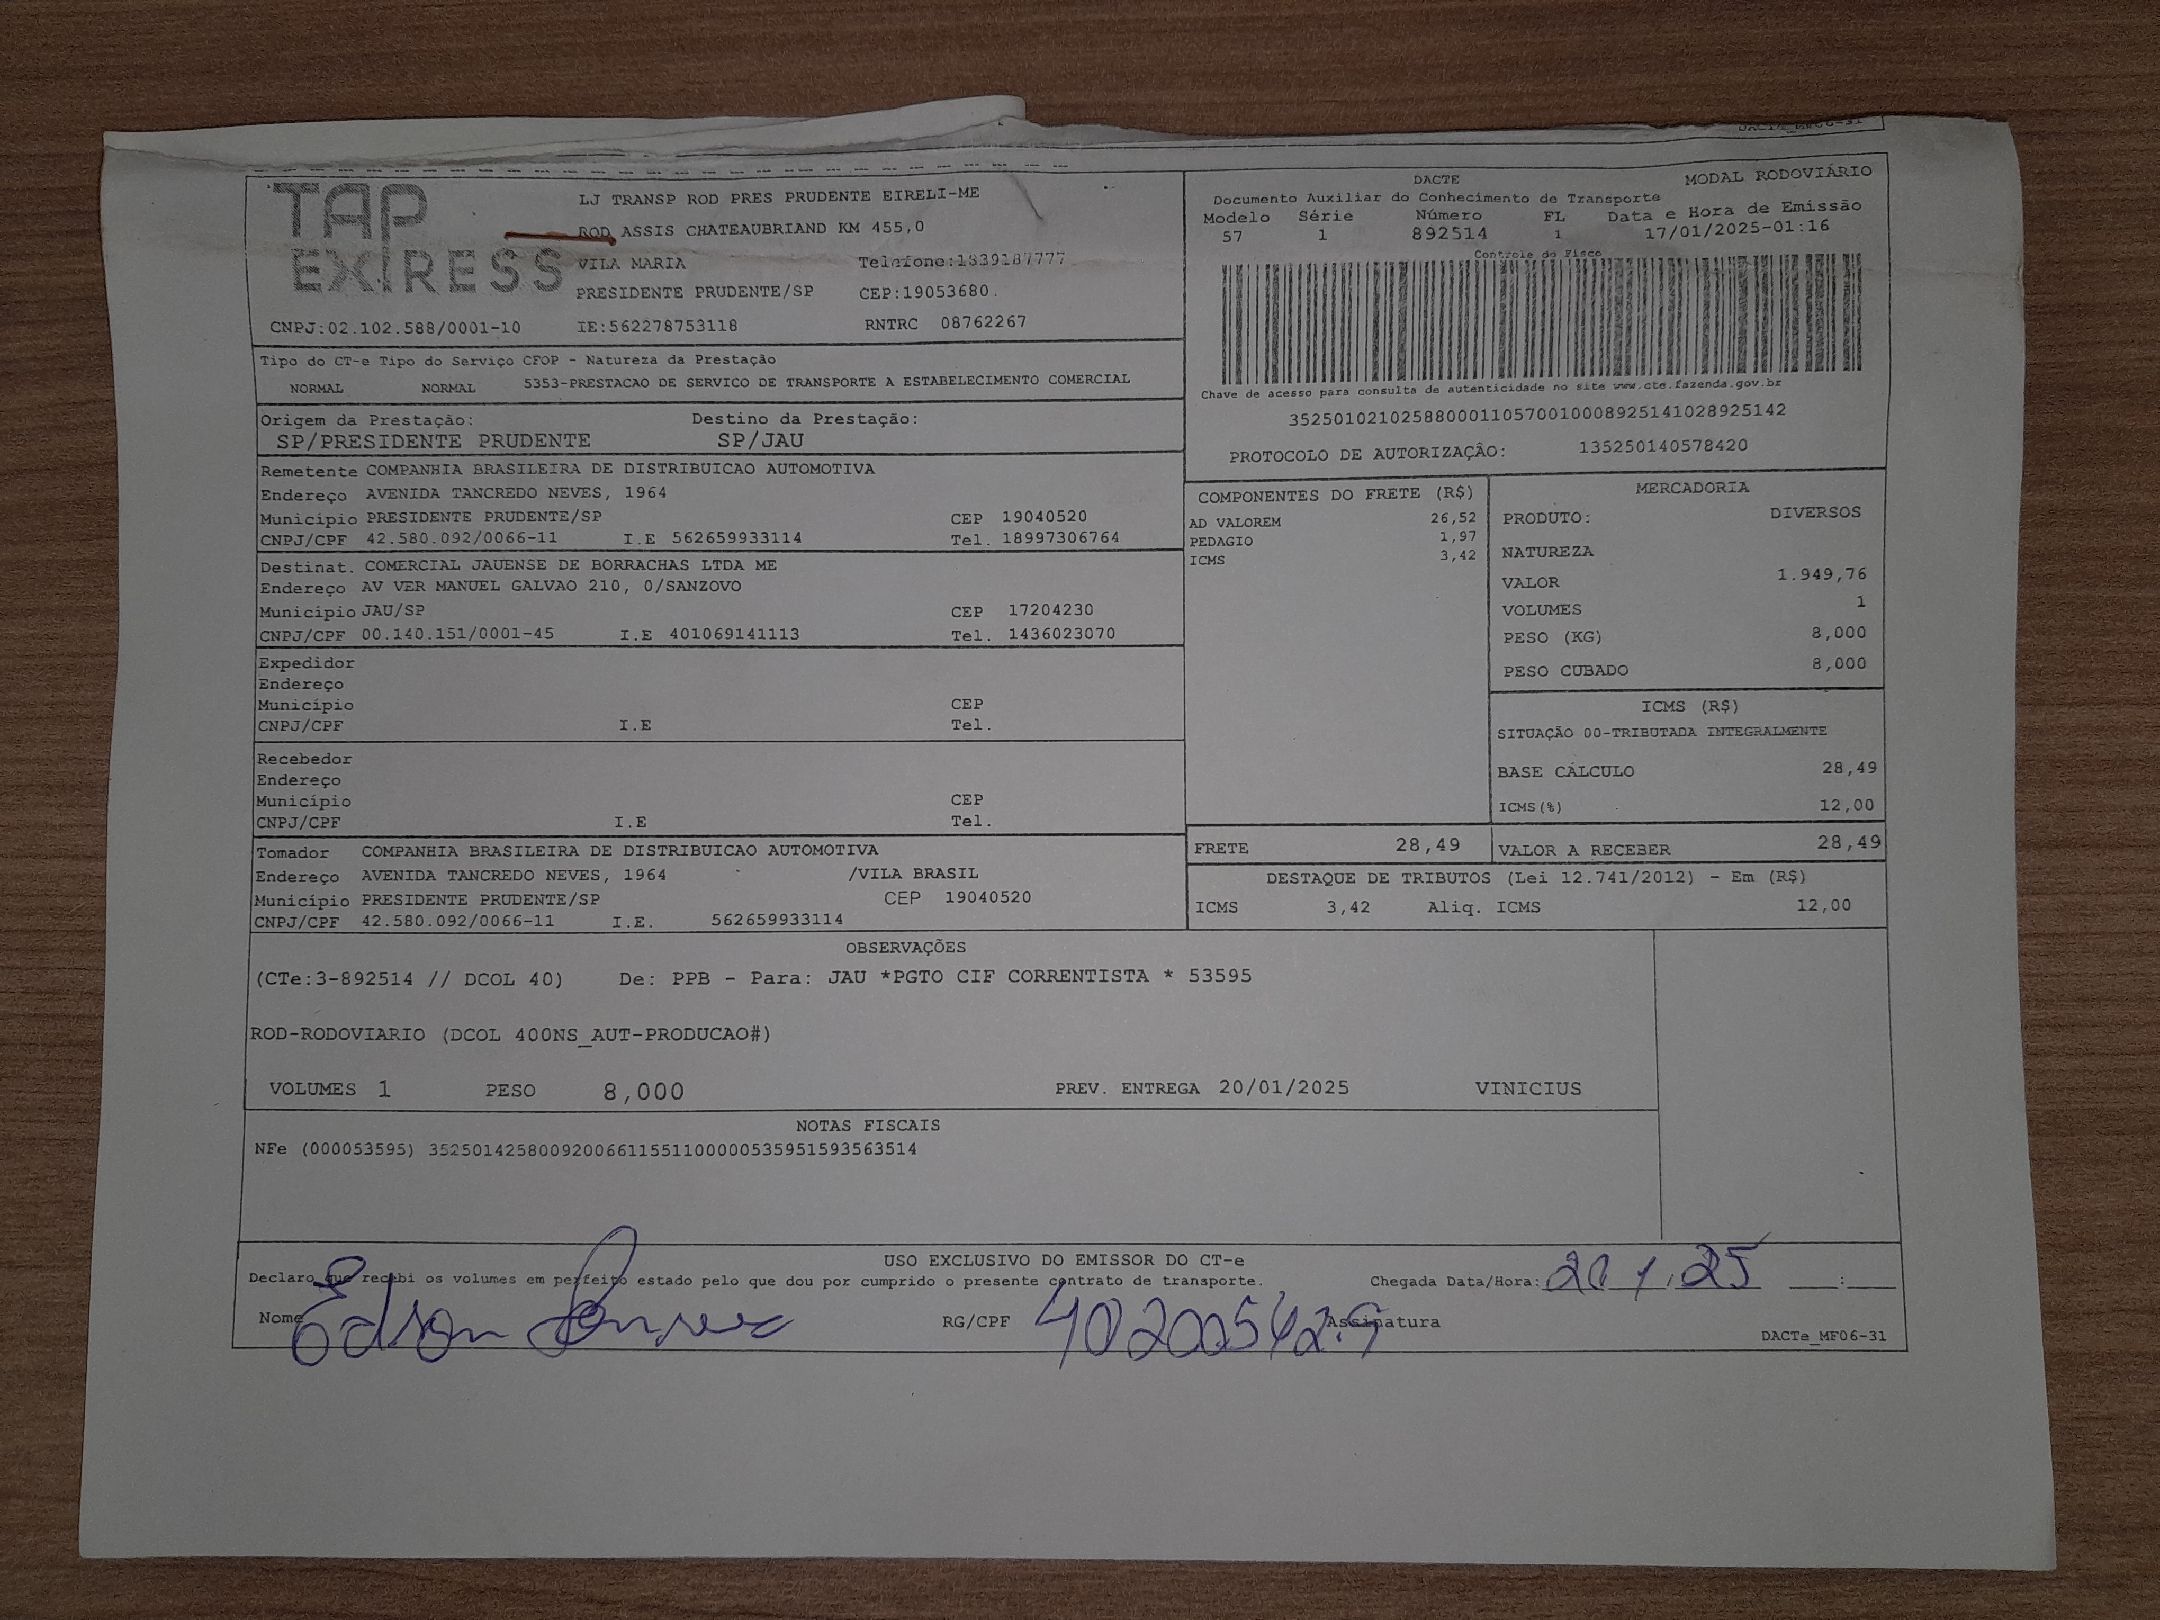 DACTe_MF06-31
TAP
EXPRESS
LJ TRANSP ROD PRES PRUDENTE EIRELI-ME
ROD ASSIS CHATEAUBRIAND KM 455,0
VILA MARIA Telefone:1839187777
PRESIDENTE PRUDENTE/SP CEP:19053680.
CNPJ:02.102.588/0001-10 IE:562278753118 RNTRC 08762267
DACTE MODAL RODOVIÁRIO
Documento Auxiliar do Conhecimento de Transporte
Modelo Série Número FL Data e Hora de Emissão
57 1 892514 1 17/01/2025-01:16
Controle do Fisco
Chave de acesso para consulta de autenticidade no site www.cte.fazenda.gov.br
35250102102588000110570010008925141028925142
PROTOCOLO DE AUTORIZAÇÂO: 135250140578420
Tipo do CT-e Tipo do Serviço CFOP - Natureza da Prestação
NORMAL NORMAL 5353-PRESTACAO DE SERVICO DE TRANSPORTE A ESTABELECIMENTO COMERCIAL
Origem da Prestação: Destino da Prestação:
SP/PRESIDENTE PRUDENTE SP/JAU
Remetente COMPANHIA BRASILEIRA DE DISTRIBUICAO AUTOMOTIVA
Endereço AVENIDA TANCREDO NEVES, 1964
Município PRESIDENTE PRUDENTE/SP CEP 19040520
CNPJ/CPF 42.580.092/0066-11 I.E 562659933114 Tel. 18997306764
Destinat. COMERCIAL JAUENSE DE BORRACHAS LTDA ME
Endereço AV VER MANUEL GALVAO 210, 0/SANZOVO
Município JAU/SP CEP 17204230
CNPJ/CPF 00.140.151/0001-45 I.E 401069141113 Tel. 1436023070
Expedidor
Endereço
Município CEP
CNPJ/CPF I.E Tel.
Recebedor
Endereço
Município CEP
CNPJ/CPF I.E Tel.
Tomador COMPANHIA BRASILEIRA DE DISTRIBUICAO AUTOMOTIVA
Endereço AVENIDA TANCREDO NEVES, 1964 /VILA BRASIL
Município PRESIDENTE PRUDENTE/SP CEP 19040520
CNPJ/CPF 42.580.092/0066-11 I.E. 562659933114
COMPONENTES DO FRETE (R$)
AD VALOREM 26,52
PEDAGIO 1,97
ICMS 3,42
MERCADORIA
PRODUTO: DIVERSOS
NATUREZA
VALOR 1.949,76
VOLUMES 1
PESO (KG) 8,000
PESO CUBADO 8,000
ICMS (R$)
SITUAÇÃO 00-TRIBUTADA INTEGRALMENTE
BASE CÁLCULO 28,49
ICMS(%) 12,00
FRETE 28,49 VALOR A RECEBER 28,49
DESTAQUE DE TRIBUTOS (Lei 12.741/2012) - Em (R$)
ICMS 3,42 Aliq. ICMS 12,00
OBSERVAÇÕES
(CTe:3-892514 // DCOL 40) De: PPB - Para: JAU *PGTO CIF CORRENTISTA * 53595
ROD-RODOVIARIO (DCOL 400NS_AUT-PRODUCAO#)
VOLUMES 1 PESO 8,000 PREV. ENTREGA 20/01/2025 VINICIUS
NOTAS FISCAIS
NFe (000053595) 35250142580092006611551100000535951593563514
USO EXCLUSIVO DO EMISSOR DO CT-e
Declaro que recebi os volumes em perfeito estado pelo que dou por cumprido o presente contrato de transporte. Chegada Data/Hora: 20 1 25 :
Nome Edson RG/CPF 402005429 Assinatura
DACTe_MF06-31